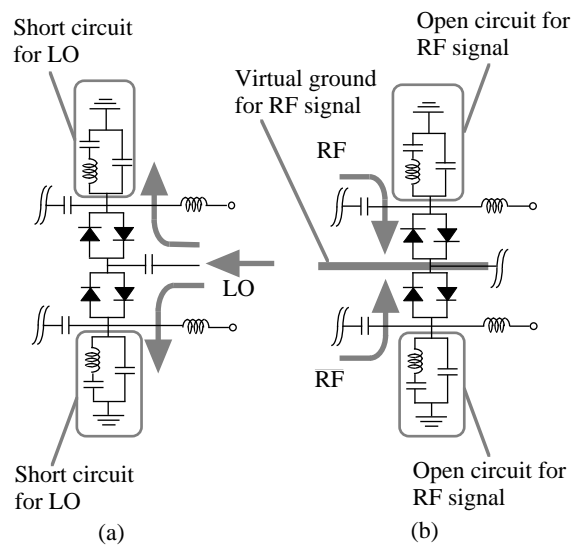 Short circuit
for LO
Open circuit for
RF signal
Virtual ground
for RF signal
RF
LO
RF
Short circuit
for LO
Open circuit for
RF signal
(a)
(b)